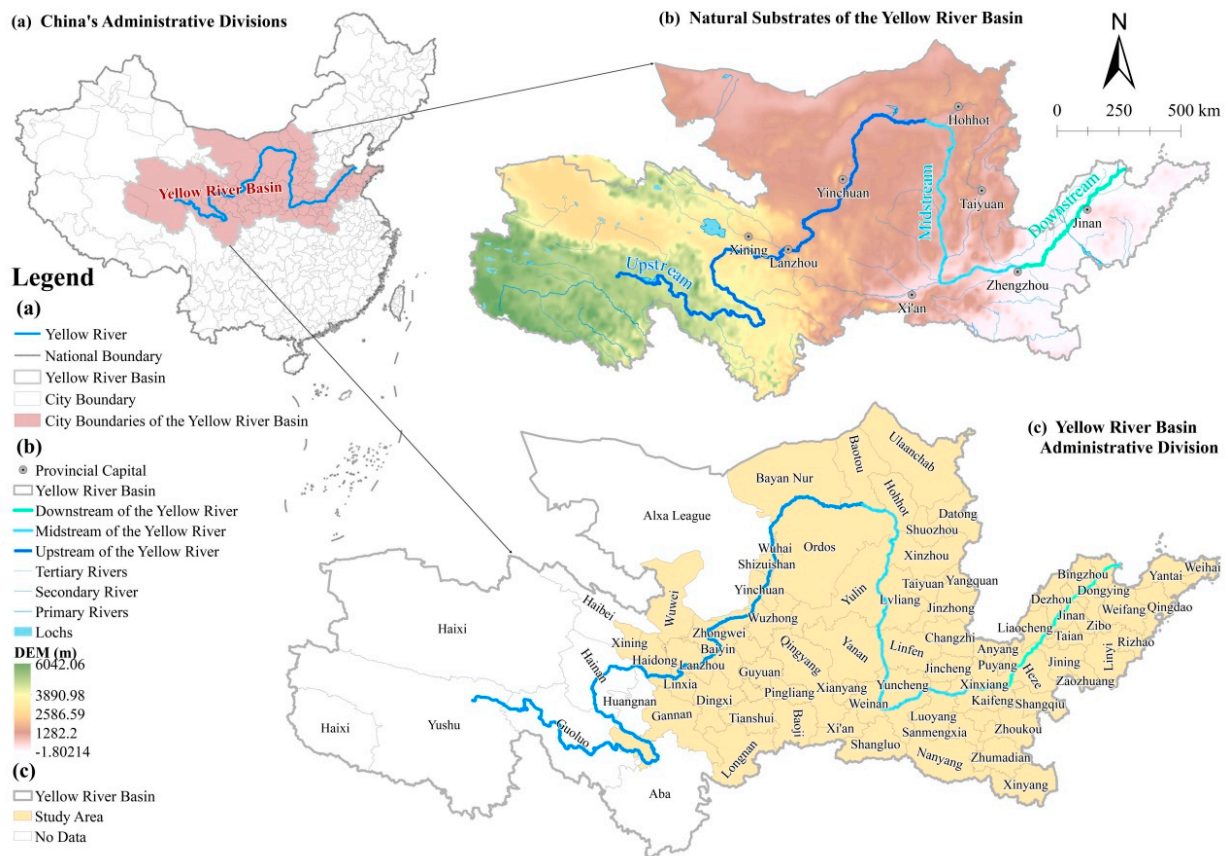 (a) China's Administrative Divisions
Yellow River Basin
(b) Natural Substrates of the Yellow River Basin
N
0 250 500 km
Hohhot
Yinchuan
Taiyuan
Midstream
Downstream
Jinan
Xining
Lanzhou
Upstream
Zhengzhou
Xi'an
Legend
(a)
Yellow River
National Boundary
Yellow River Basin
City Boundary
City Boundaries of the Yellow River Basin
(b)
Provincial Capital
Yellow River Basin
Downstream of the Yellow River
Midstream of the Yellow River
Upstream of the Yellow River
Tertiary Rivers
Secondary River
Primary Rivers
Lochs
DEM (m)
6042.06
3890.98
2586.59
1282.2
-1.80214
(c)
Yellow River Basin
Study Area
No Data
(c) Yellow River Basin
Administrative Division
Ulaanchab
Baotou
Bayan Nur
Hohhot
Alxa League
Datong
Shuozhou
Wuhai
Ordos
Xinzhou
Shizuishan
Yinchuan
Yulin
Taiyuan
Yangquan
Lvliang
Jinzhong
Bingzhou
Weihai
Yantai
Dezhou
Dongying
Jinan
Weifang
Qingdao
Zibo
Liaocheng
Taian
Rizhao
Linyi
Haibei
Wuwei
Wuzhong
Haixi
Xining
Zhongwei
Baiyin
Haidong
Lanzhou
Qingyang
Yanan
Linfen
Changzhi
Anyang
Jining
Heze
Zaozhuang
Hainan
Linxia
Guyuan
Jincheng
Puyang
Huangnan
Dingxi
Pingliang
Xianyang
Yuncheng
Xinxiang
Kaifeng
Shangqiu
Gannan
Tianshui
Baoji
Weinan
Luoyang
Sanmengxia
Zhoukou
Haixi
Yushu
Guoluo
Longnan
Xi'an
Shangluo
Nanyang
Zhumadian
Xinyang
Aba